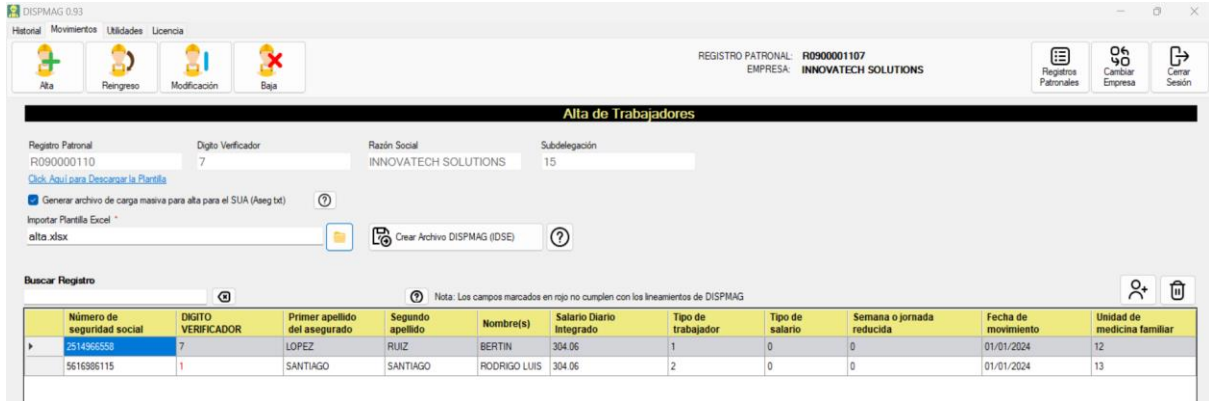 DISPMAG 0.93
Historial Movimientos Utilidades Licencia
Alta Reingreso Modificación Baja
REGISTRO PATRONAL: R0900001107
EMPRESA: INNOVATECH SOLUTIONS
Registros Patronales
Cambiar Empresa
Cerrar Sesión
Alta de Trabajadores
Registro Patronal Digito Verificador Razón Social Subdelegación
R090000110 7 INNOVATECH SOLUTIONS 15
Click Aquí para Descargar la Plantilla
Generar archivo de carga masiva para alta para el SUA (Aseg txt)
Importar Plantilla Excel *
alta.xlsx Crear Archivo DISPMAG (IDSE)
Buscar Registro
Nota: Los campos marcados en rojo no cumplen con los lineamientos de DISPMAG
Número de seguridad social DIGITO VERIFICADOR Primer apellido del asegurado Segundo apellido Nombre(s) Salario Diario Integrado Tipo de trabajador Tipo de salario Semana o jornada reducida Fecha de movimiento Unidad de medicina familiar
2514966558 7 LOPEZ RUIZ BERTIN 304.06 1 0 0 01/01/2024 12
5616986115 1 SANTIAGO SANTIAGO RODRIGO LUIS 304.06 2 0 0 01/01/2024 13